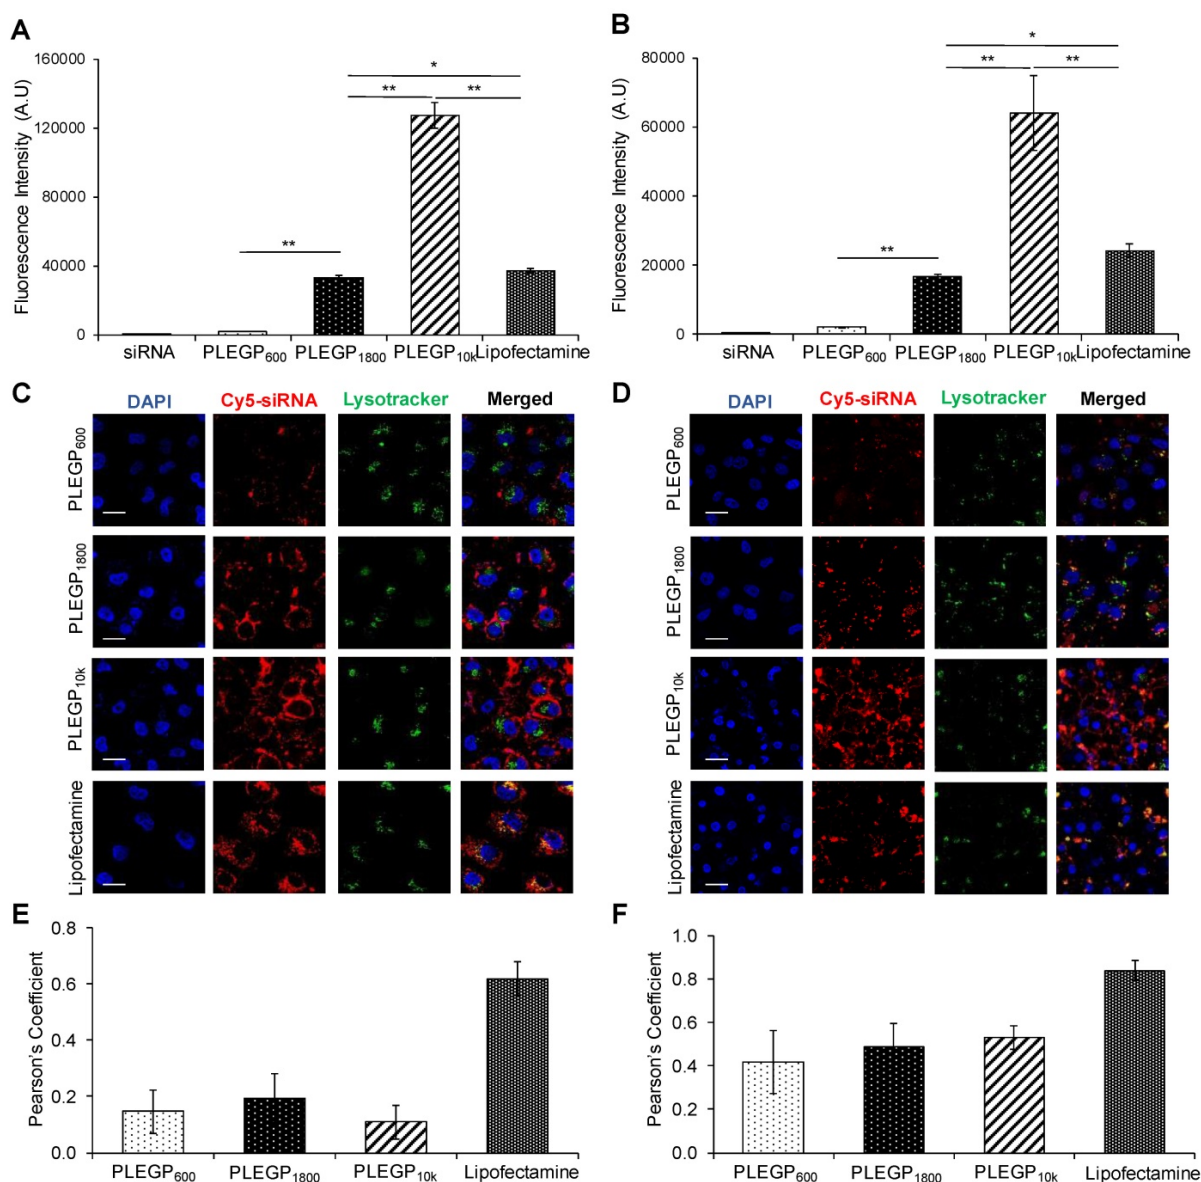 A
Fluorescence Intensity (A.U)
160000
120000
80000
40000
0
*
**
**
**
siRNA PLEGP600 PLEGP1800 PLEGP10k Lipofectamine
B
Fluorescence Intensity (A.U)
80000
60000
40000
20000
0
*
**
**
**
siRNA PLEGP600 PLEGP1800 PLEGP10k Lipofectamine
C
DAPI Cy5-siRNA Lysotracker Merged
PLEGP600
PLEGP1800
PLEGP10k
Lipofectamine
D
DAPI Cy5-siRNA Lysotracker Merged
PLEGP600
PLEGP1800
PLEGP10k
Lipofectamine
E
Pearson's Coefficient
0.8
0.6
0.4
0.2
0.0
PLEGP600 PLEGP1800 PLEGP10k Lipofectamine
F
Pearson's Coefficient
1.0
0.8
0.6
0.4
0.2
0.0
PLEGP600 PLEGP1800 PLEGP10k Lipofectamine